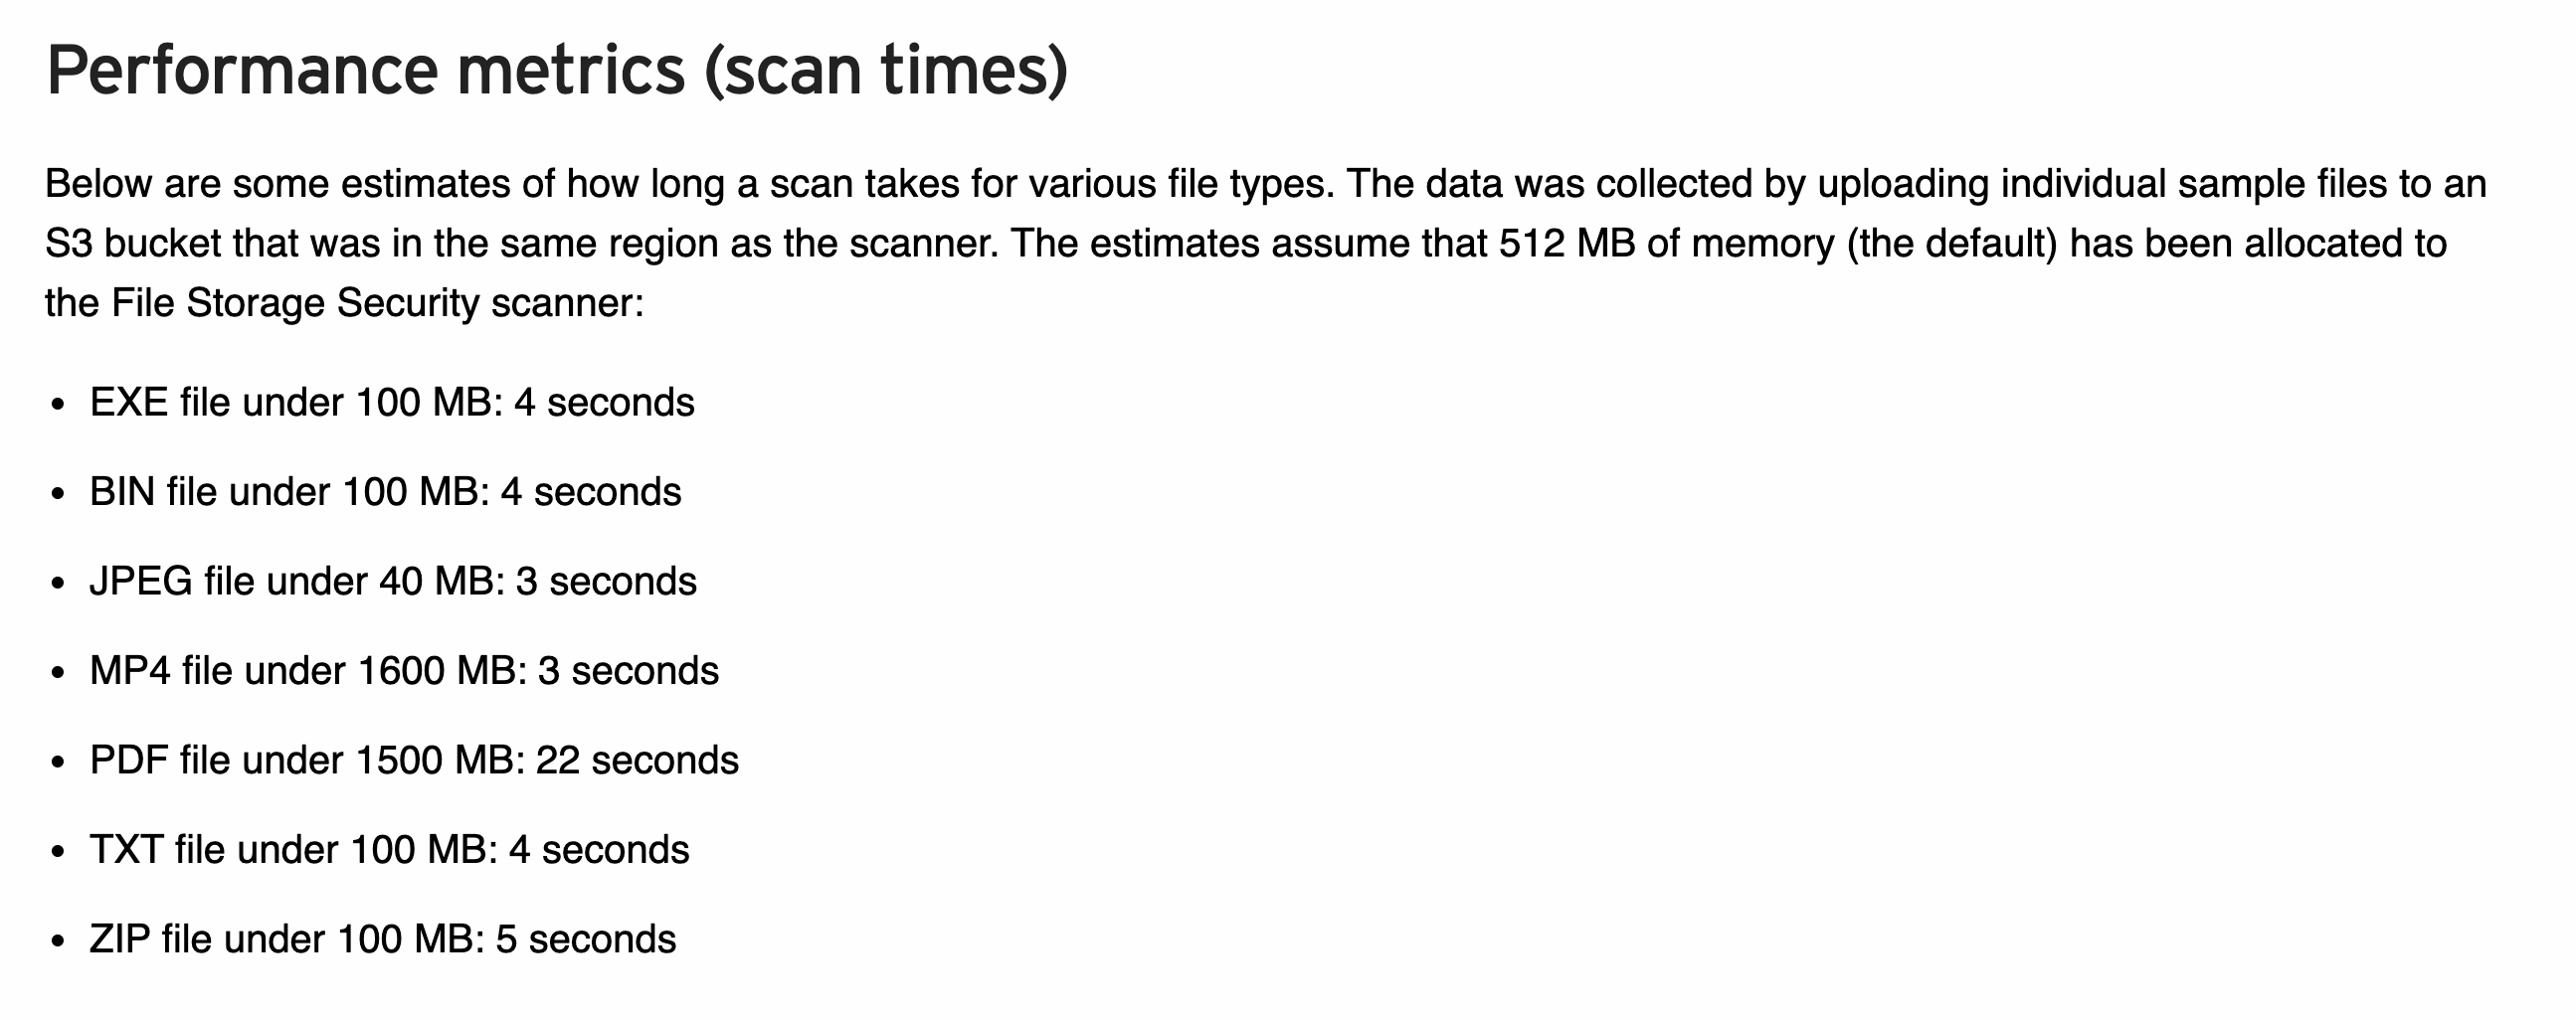 Performance metrics (scan times)
Below are some estimates of how long a scan takes for various file types. The data was collected by uploading individual sample files to an
S3 bucket that was in the same region as the scanner. The estimates assume that 512 MB of memory (the default) has been allocated to
the File Storage Security scanner:
• EXE file under 100 MB: 4 seconds
• BIN file under 100 MB: 4 seconds
• JPEG file under 40 MB: 3 seconds
• MP4 file under 1600 MB: 3 seconds
• PDF file under 1500 MB: 22 seconds
• TXT file under 100 MB: 4 seconds
• ZIP file under 100 MB: 5 seconds